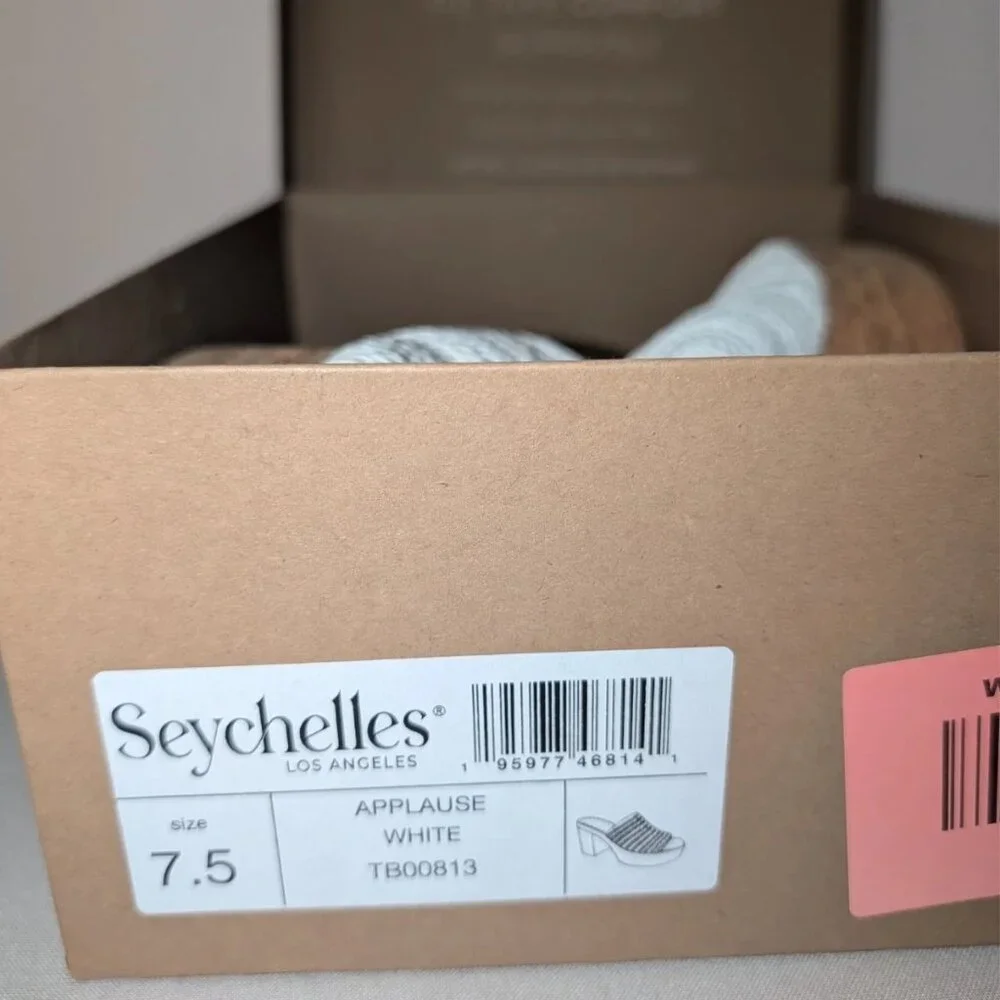 Seychelles®
LOS ANGELES
1 95977 46814 1
size
7.5
APPLAUSE
WHITE
TB00813